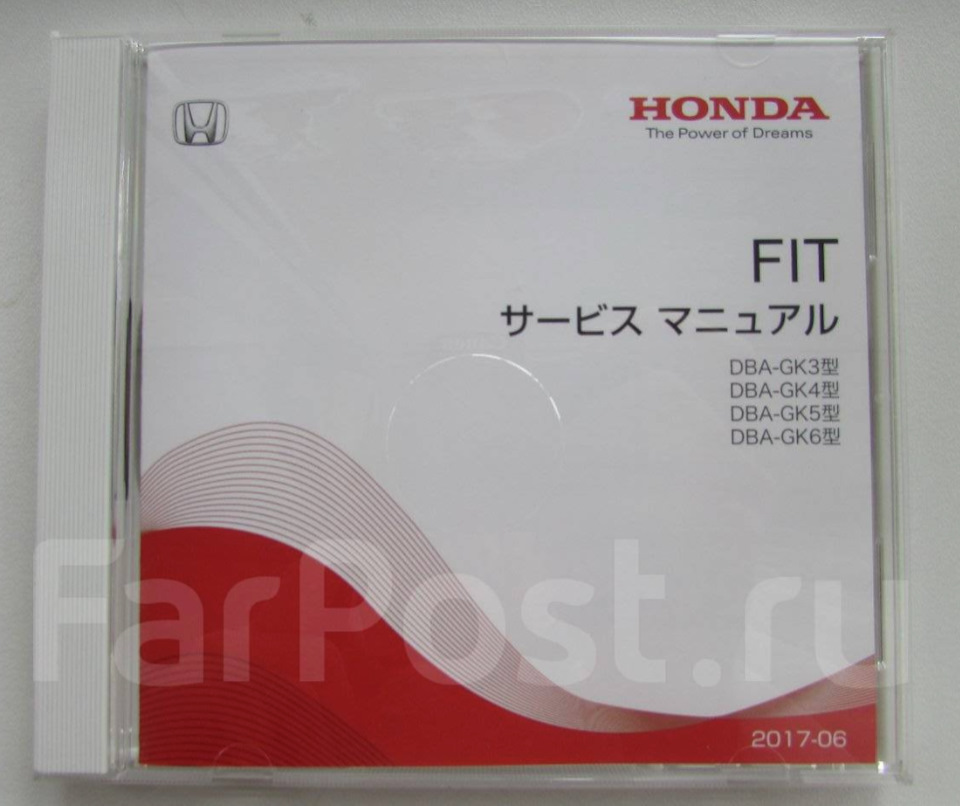 HONDA
The Power of Dreams
FIT
サービス マニュアル
DBA-GK3型
DBA-GK4型
DBA-GK5型
DBA-GK6型
FarPost.ru
2017-06